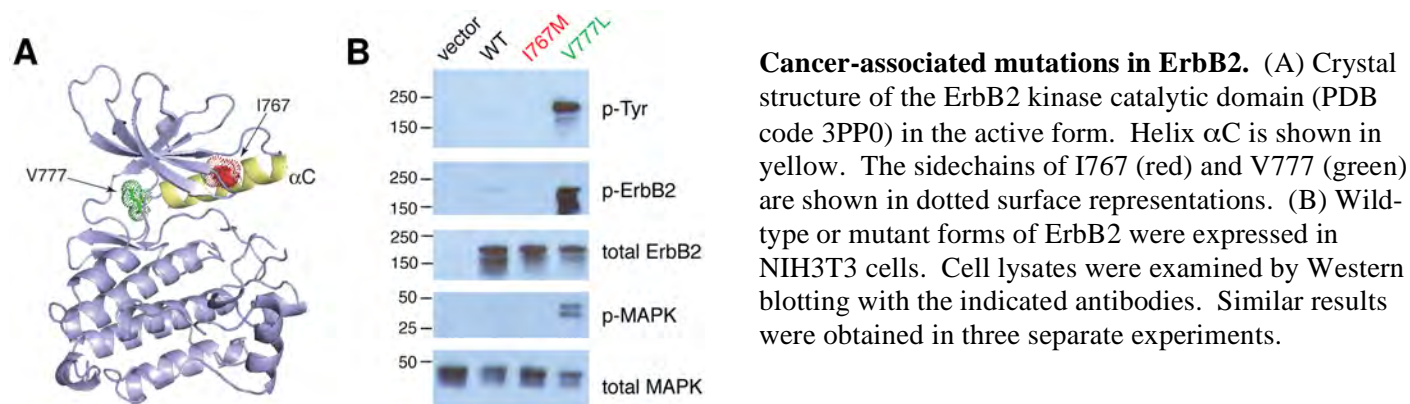 A
I767
V777
αC
B
vector
WT
I767M
V777L
250
150
p-Tyr
250
150
p-ErbB2
250
150
total ErbB2
50
25
p-MAPK
50
total MAPK
Cancer-associated mutations in ErbB2. (A) Crystal
structure of the ErbB2 kinase catalytic domain (PDB
code 3PP0) in the active form. Helix αC is shown in
yellow. The sidechains of I767 (red) and V777 (green)
are shown in dotted surface representations. (B) Wild-
type or mutant forms of ErbB2 were expressed in
NIH3T3 cells. Cell lysates were examined by Western
blotting with the indicated antibodies. Similar results
were obtained in three separate experiments.